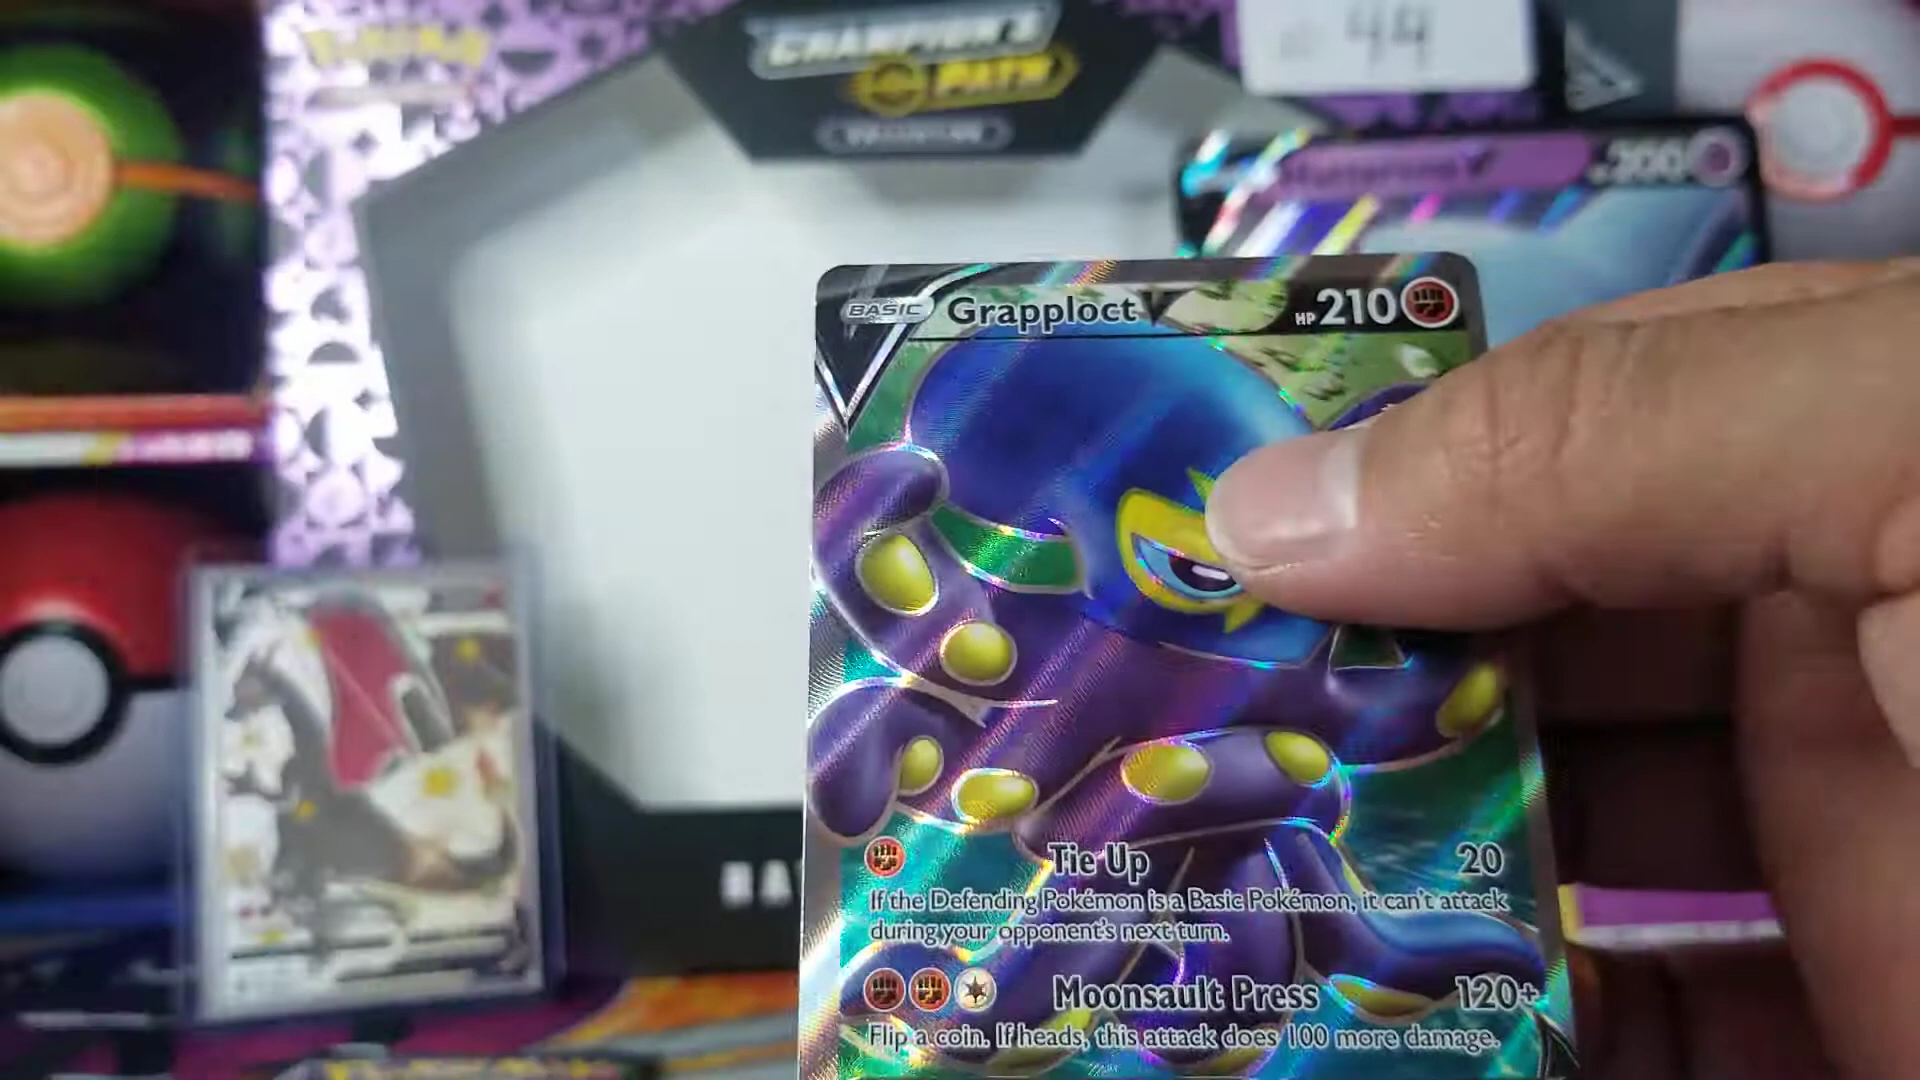 Pokémon
CHAMPION'S
PATH
44
Hatterene V
200
BASIC Grapploct V HP 210
Tie Up 20
If the Defending Pokémon is a Basic Pokémon, it can't attack
during your opponent's next turn.
Moonsault Press 120+
Flip a coin. If heads, this attack does 100 more damage.